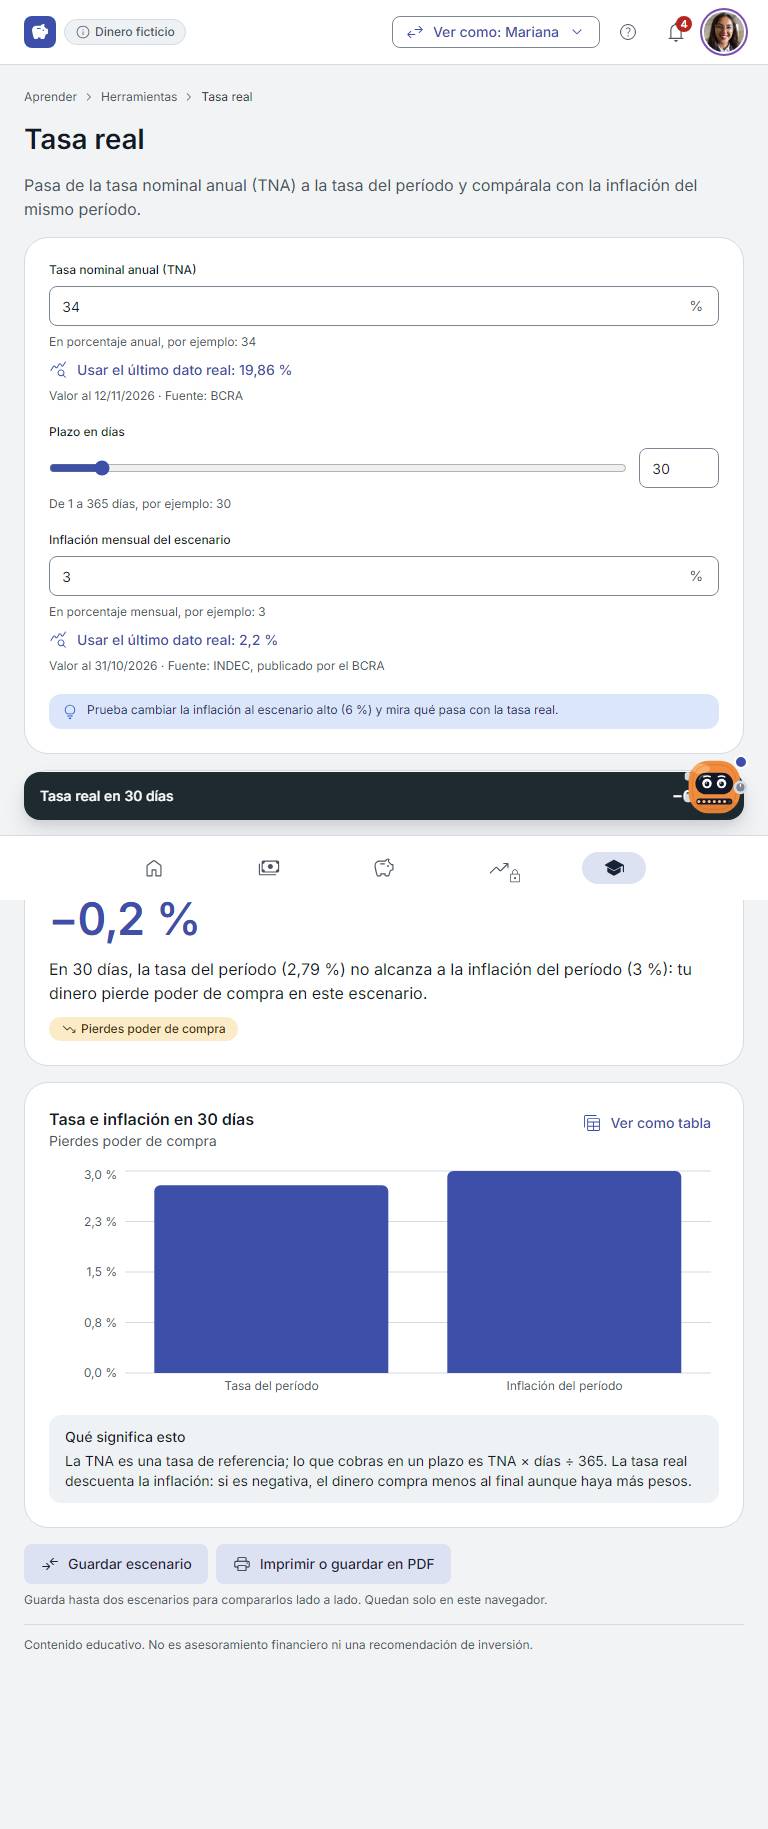 Dinero ficticio
Ver como: Mariana
4
Aprender
Herramientas
Tasa real
Tasa real
Pasa de la tasa nominal anual (TNA) a la tasa del período y compárala con la inflación del
mismo período.
Tasa nominal anual (TNA)
34 %
En porcentaje anual, por ejemplo: 34
Usar el último dato real: 19,86 %
Valor al 12/11/2026 · Fuente: BCRA
Plazo en días
30
De 1 a 365 días, por ejemplo: 30
Inflación mensual del escenario
3 %
En porcentaje mensual, por ejemplo: 3
Usar el último dato real: 2,2 %
Valor al 31/10/2026 · Fuente: INDEC, publicado por el BCRA
Prueba cambiar la inflación al escenario alto (6 %) y mira qué pasa con la tasa real.
Tasa real en 30 días
−0,2 %
En 30 días, la tasa del período (2,79 %) no alcanza a la inflación del período (3 %): tu
dinero pierde poder de compra en este escenario.
Pierdes poder de compra
Tasa e inflación en 30 días
Ver como tabla
Pierdes poder de compra
3,0 %
2,3 %
1,5 %
0,8 %
0,0 %
Tasa del período
Inflación del período
Qué significa esto
La TNA es una tasa de referencia; lo que cobras en un plazo es TNA × días ÷ 365. La tasa real
descuenta la inflación: si es negativa, el dinero compra menos al final aunque haya más pesos.
Guardar escenario
Imprimir o guardar en PDF
Guarda hasta dos escenarios para compararlos lado a lado. Quedan solo en este navegador.
Contenido educativo. No es asesoramiento financiero ni una recomendación de inversión.